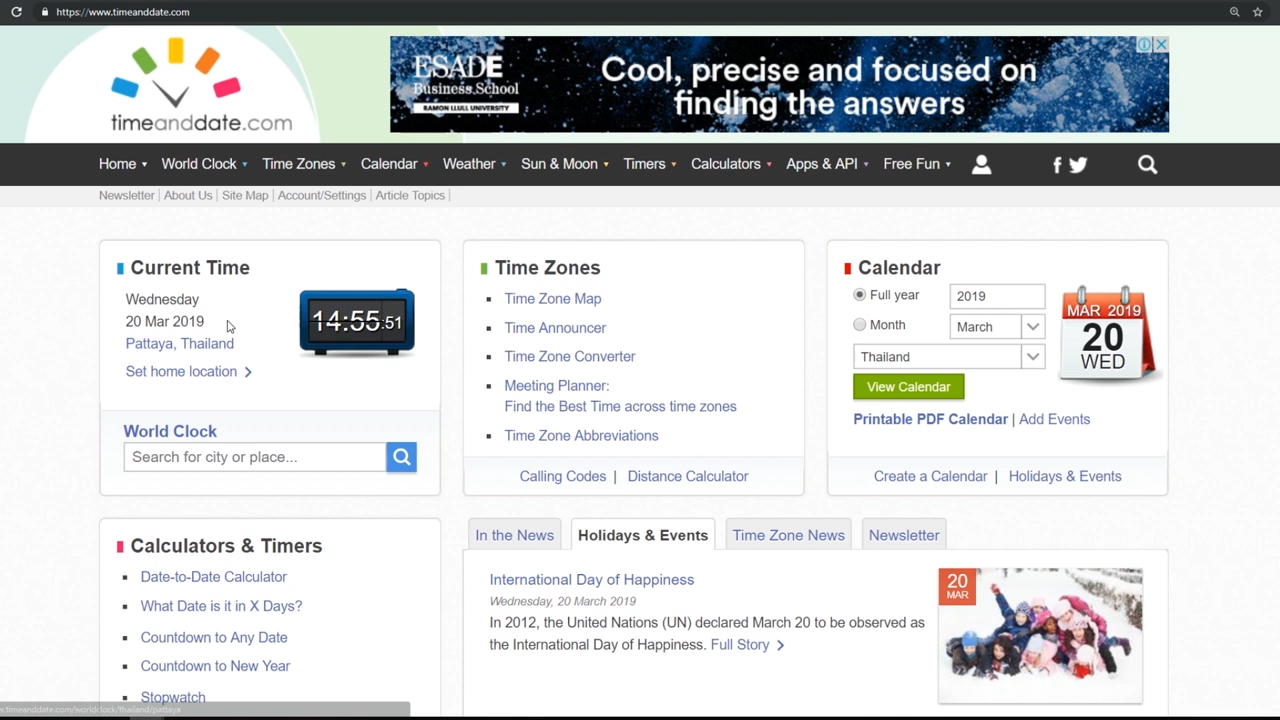 https://www.timeanddate.com
timeanddate.com
ESADE
Business School
RAMON LLULL UNIVERSITY
Cool, precise and focused on
finding the answers
Home World Clock Time Zones Calendar Weather Sun & Moon Timers Calculators Apps & API Free Fun
Newsletter | About Us | Site Map | Account/Settings | Article Topics |
Current Time
Wednesday
20 Mar 2019
Pattaya, Thailand
Set home location
14:55:51
World Clock
Search for city or place...
Time Zones
Time Zone Map
Time Announcer
Time Zone Converter
Meeting Planner:
Find the Best Time across time zones
Time Zone Abbreviations
Calling Codes | Distance Calculator
Calendar
Full year 2019
Month March
Thailand
View Calendar
MAR 2019
20
WED
Printable PDF Calendar | Add Events
Create a Calendar | Holidays & Events
Calculators & Timers
Date-to-Date Calculator
What Date is it in X Days?
Countdown to Any Date
Countdown to New Year
Stopwatch
In the News Holidays & Events Time Zone News Newsletter
International Day of Happiness
Wednesday, 20 March 2019
In 2012, the United Nations (UN) declared March 20 to be observed as
the International Day of Happiness. Full Story
20
MAR
w.timeanddate.com/worldclock/thailand/pattaya